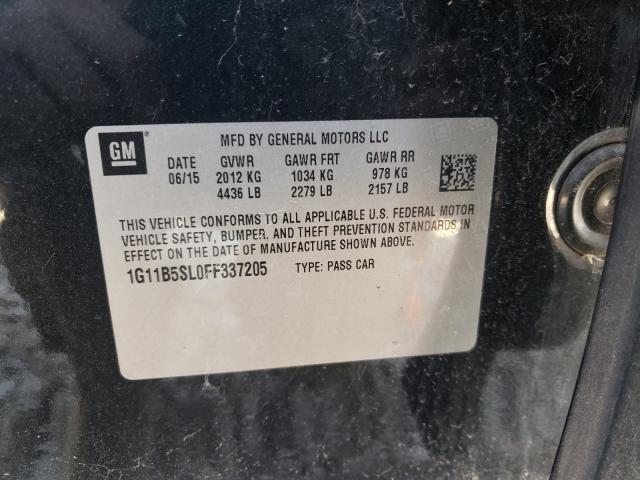 GM®
MFD BY GENERAL MOTORS LLC
DATE GVWR GAWR FRT GAWR RR
06/15 2012 KG 1034 KG 978 KG
4436 LB 2279 LB 2157 LB
THIS VEHICLE CONFORMS TO ALL APPLICABLE U.S. FEDERAL MOTOR
VEHICLE SAFETY, BUMPER, AND THEFT PREVENTION STANDARDS IN
EFFECT ON THE DATE OF MANUFACTURE SHOWN ABOVE.
1G11B5SL0FF337205 TYPE: PASS CAR